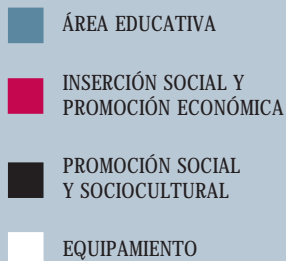 ÁREA EDUCATIVA
INSERCIÓN SOCIAL Y
PROMOCIÓN ECONÓMICA
PROMOCIÓN SOCIAL
Y SOCIOCULTURAL
EQUIPAMIENTO